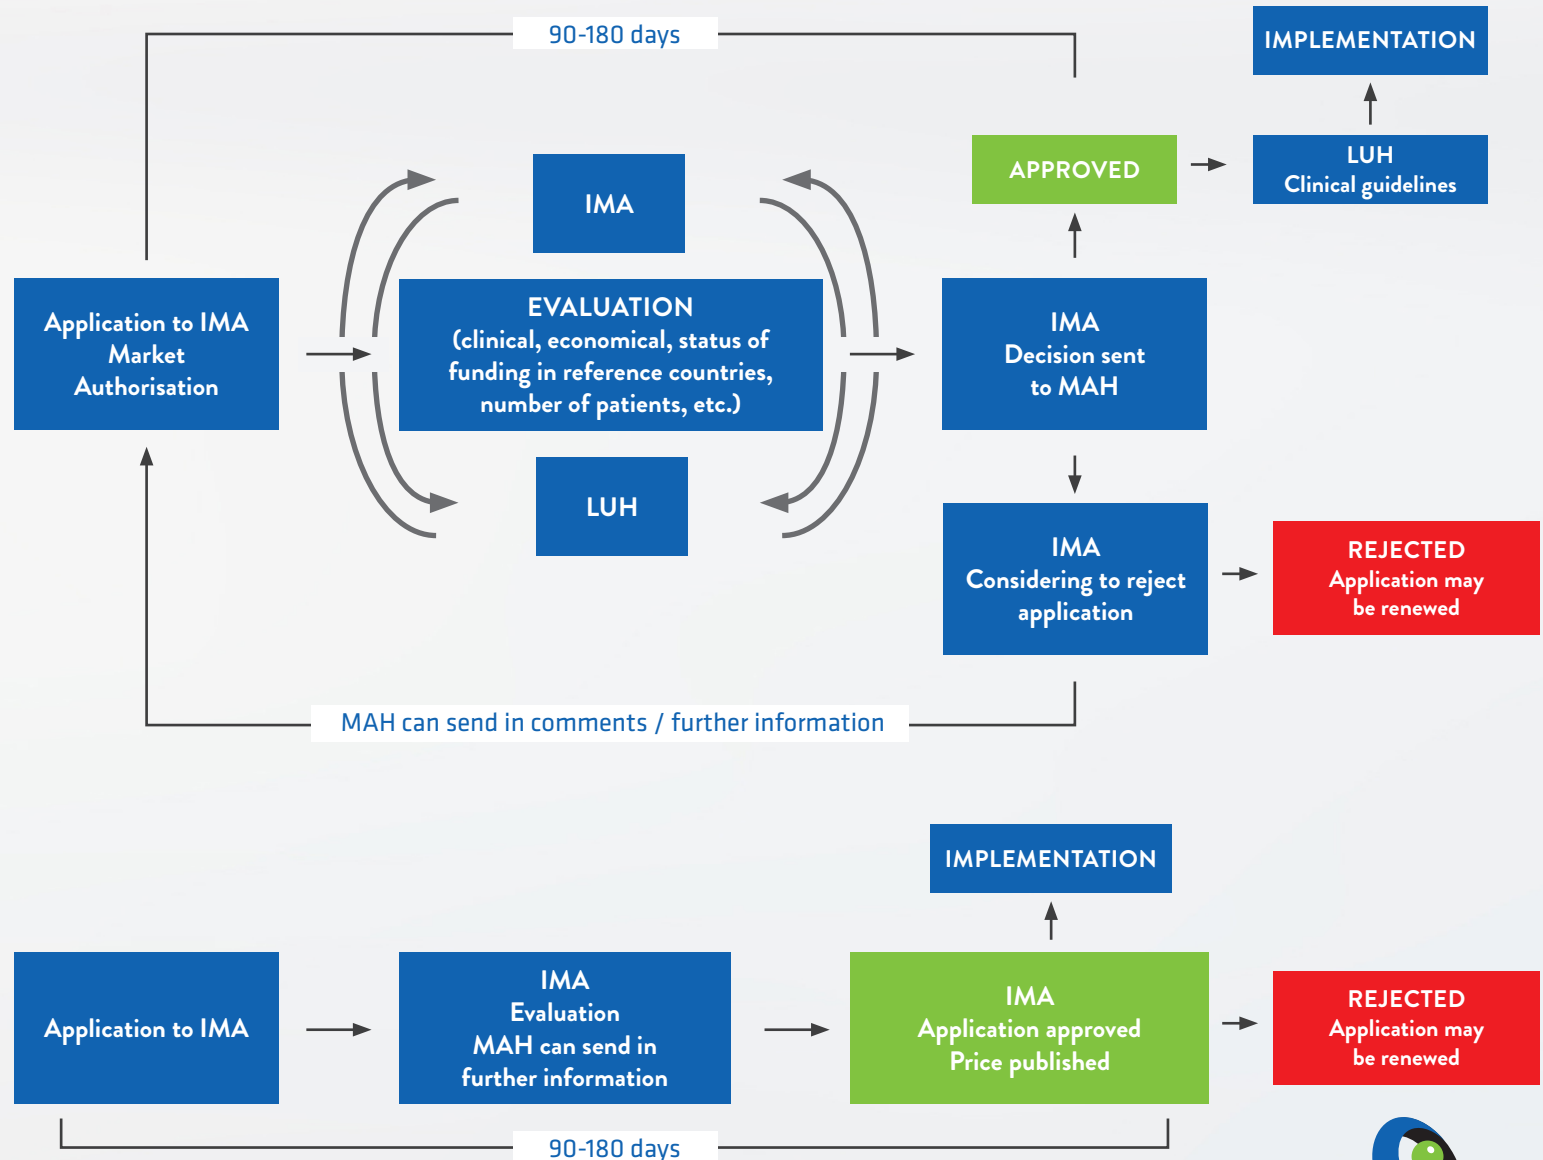 90-180 days
IMPLEMENTATION
APPROVED
LUH
Clinical guidelines
IMA
Application to IMA
Market
Authorisation
EVALUATION
(clinical, economical, status of
funding in reference countries,
number of patients, etc.)
IMA
Decision sent
to MAH
LUH
IMA
Considering to reject
application
REJECTED
Application may
be renewed
MAH can send in comments / further information
IMPLEMENTATION
Application to IMA
IMA
Evaluation
MAH can send in
further information
IMA
Application approved
Price published
REJECTED
Application may
be renewed
90-180 days